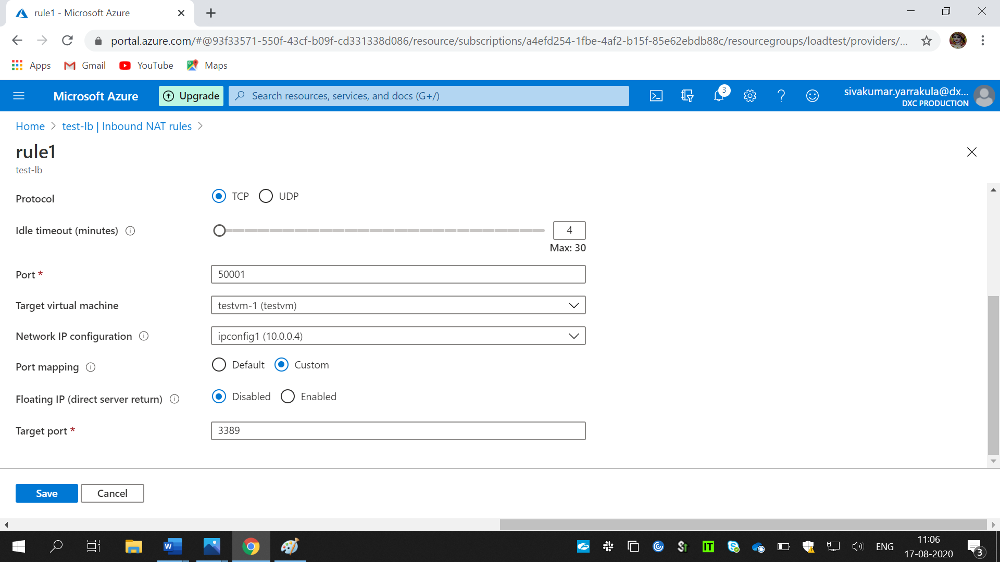 rule1 - Microsoft Azure
portal.azure.com/#@93f33571-550f-43cf-b09f-cd331338d086/resource/subscriptions/a4efd254-1fbe-4af2-b15f-85e62ebdb88c/resourcegroups/loadtest/providers/...
Apps Gmail YouTube Maps
Microsoft Azure Upgrade Search resources, services, and docs (G+/) 3 sivakumar.yarrakula@dx...
DXC PRODUCTION
Home > test-lb | Inbound NAT rules >
rule1
test-lb
Protocol TCP UDP
Idle timeout (minutes) 4
Max: 30
Port * 50001
Target virtual machine testvm-1 (testvm)
Network IP configuration ipconfig1 (10.0.0.4)
Port mapping Default Custom
Floating IP (direct server return) Disabled Enabled
Target port * 3389
Save Cancel
W IT S ENG 11:06
17-08-2020 3